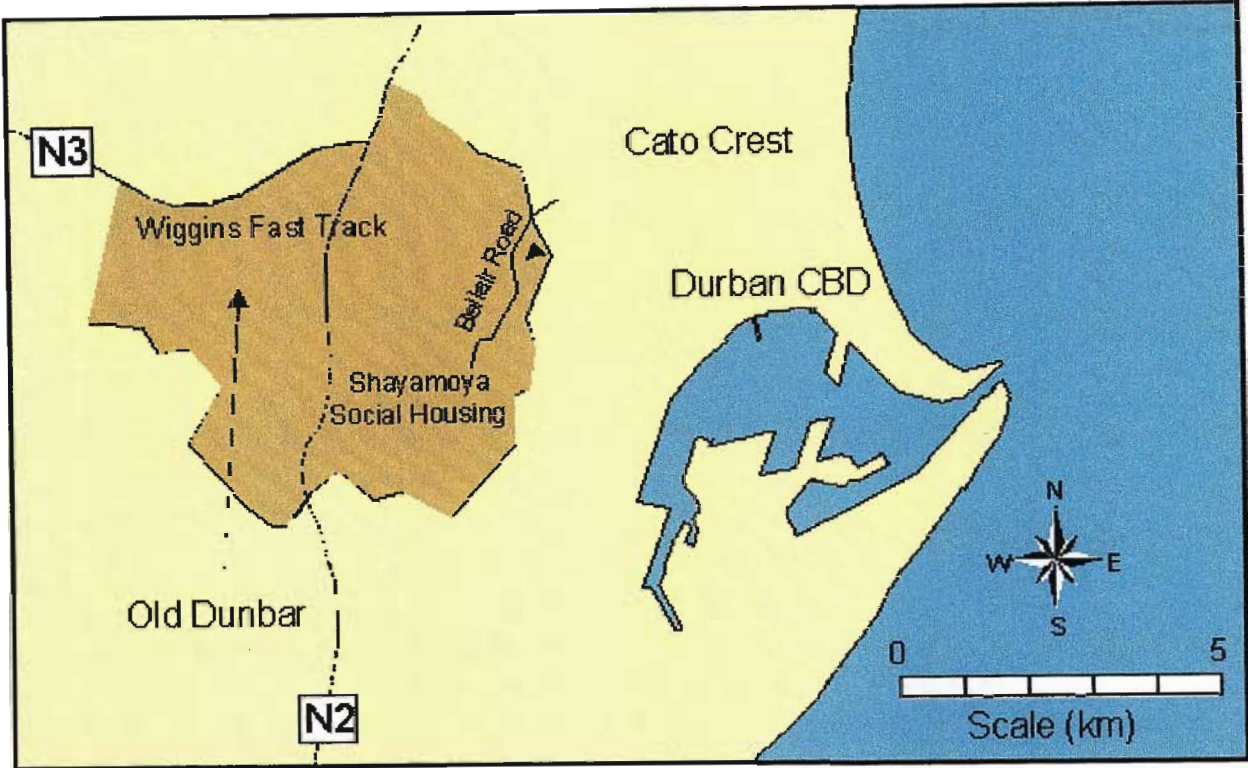 N3
Cato Crest
Wiggins Fast Track
Bellair Road
Durban CBD
Shayamoya
Social Housing
Old Dunbar
N2
N
W
E
S
0
5
Scale (km)